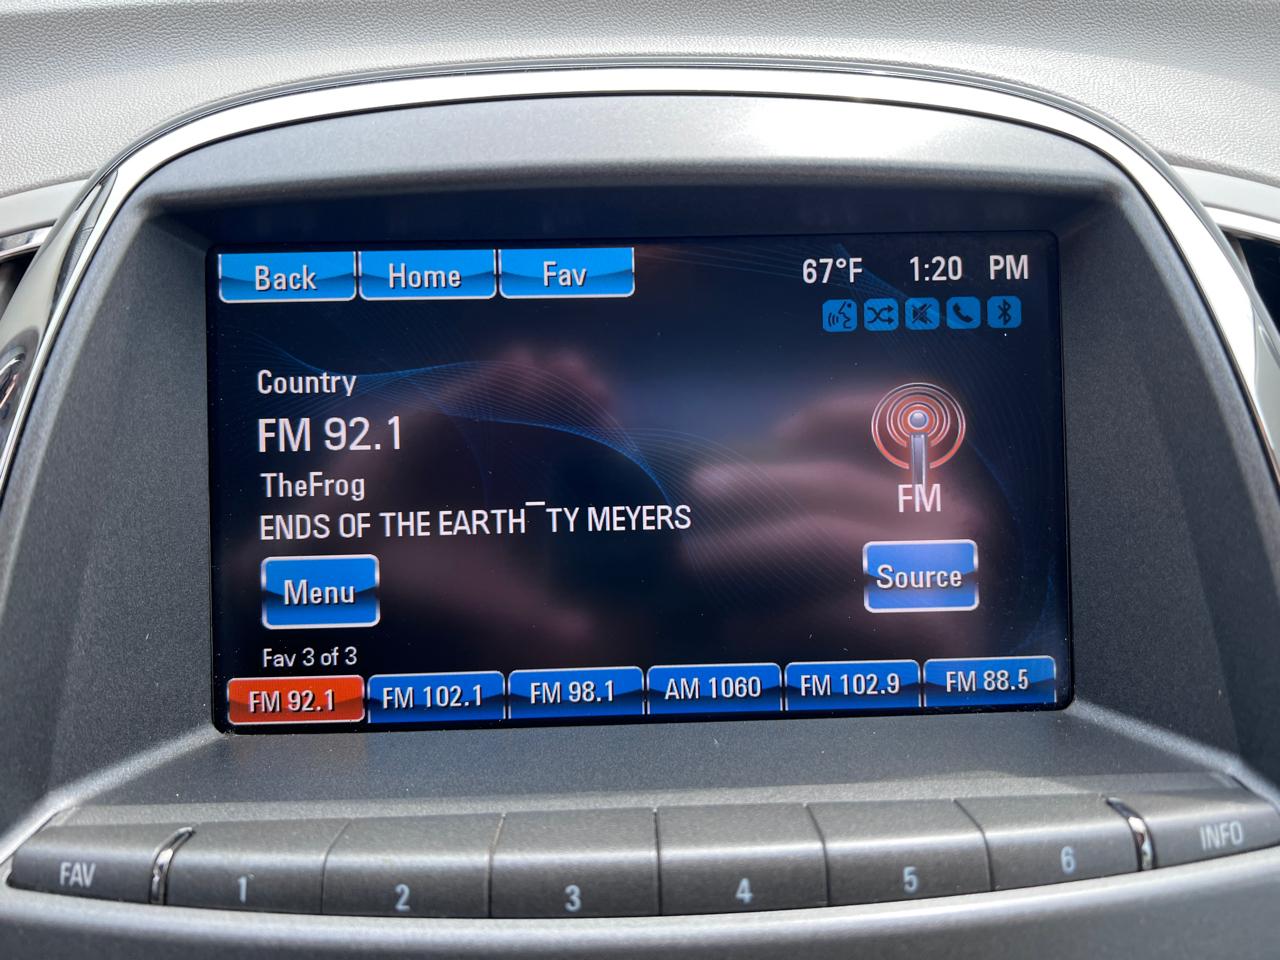 Back Home Fav 67°F 1:20 PM
Country
FM 92.1
TheFrog
FM
ENDS OF THE EARTH¯TY MEYERS
Menu
Source
Fav 3 of 3
FM 92.1 FM 102.1 FM 98.1 AM 1060 FM 102.9 FM 88.5
FAV 1 2 3 4 5 6 INFO